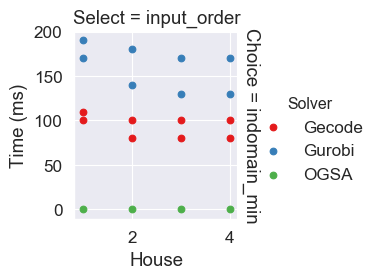 Select = input_order
Choice = indomain_min
Time (ms)
200
150
100
50
0
2
4
House
Solver
Gecode
Gurobi
OGSA